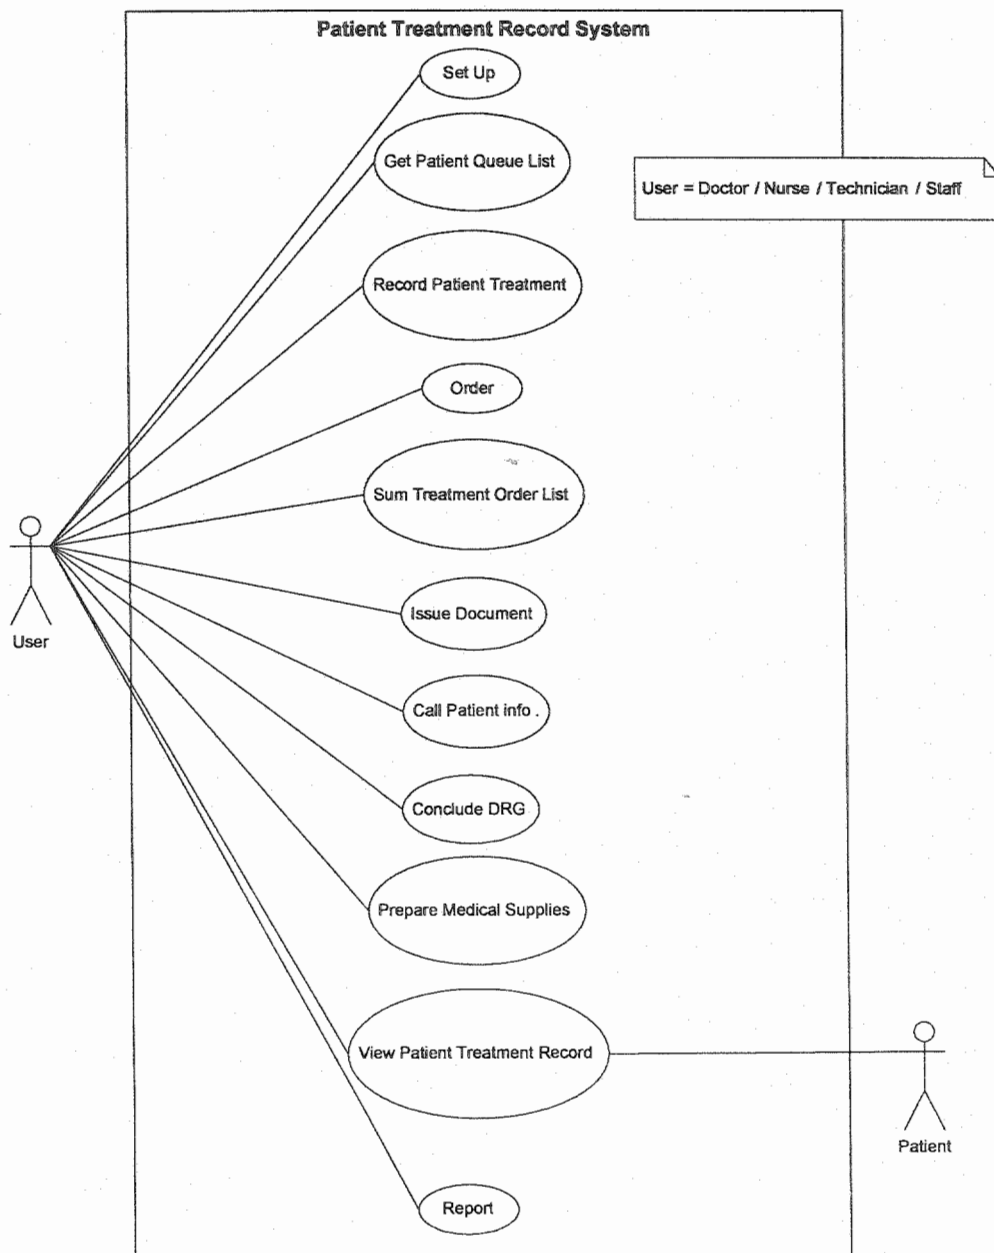 Patient Treatment Record System
Set Up
Get Patient Queue List
User = Doctor / Nurse / Technician / Staff
Record Patient Treatment
Order
Sum Treatment Order List
User
Issue Document
Call Patient info .
Conclude DRG
Prepare Medical Supplies
View Patient Treatment Record
Patient
Report